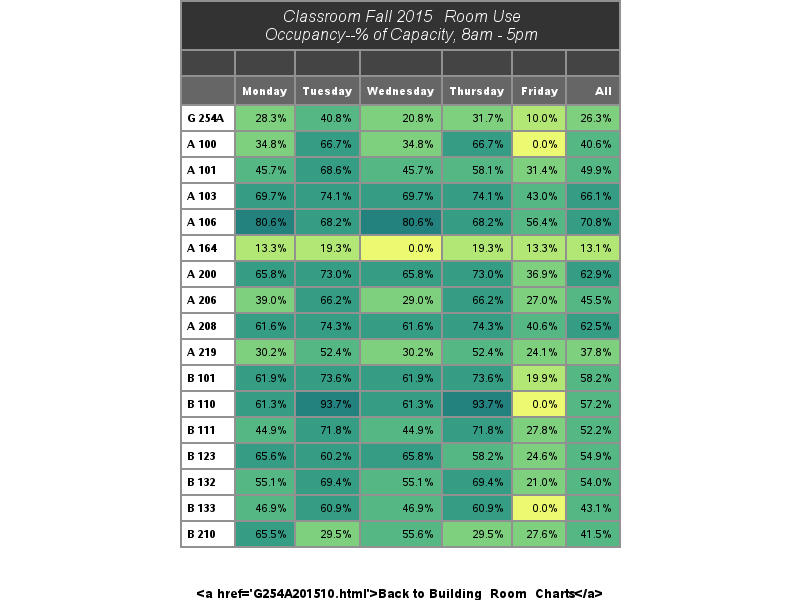 Classroom Fall 2015 Room Use
Occupancy--% of Capacity, 8am - 5pm
Monday Tuesday Wednesday Thursday Friday All
G 254A 28.3% 40.8% 20.8% 31.7% 10.0% 26.3%
A 100 34.8% 66.7% 34.8% 66.7% 0.0% 40.6%
A 101 45.7% 68.6% 45.7% 58.1% 31.4% 49.9%
A 103 69.7% 74.1% 69.7% 74.1% 43.0% 66.1%
A 106 80.6% 68.2% 80.6% 68.2% 56.4% 70.8%
A 164 13.3% 19.3% 0.0% 19.3% 13.3% 13.1%
A 200 65.8% 73.0% 65.8% 73.0% 36.9% 62.9%
A 206 39.0% 66.2% 29.0% 66.2% 27.0% 45.5%
A 208 61.6% 74.3% 61.6% 74.3% 40.6% 62.5%
A 219 30.2% 52.4% 30.2% 52.4% 24.1% 37.8%
B 101 61.9% 73.6% 61.9% 73.6% 19.9% 58.2%
B 110 61.3% 93.7% 61.3% 93.7% 0.0% 57.2%
B 111 44.9% 71.8% 44.9% 71.8% 27.8% 52.2%
B 123 65.6% 60.2% 65.8% 58.2% 24.6% 54.9%
B 132 55.1% 69.4% 55.1% 69.4% 21.0% 54.0%
B 133 46.9% 60.9% 46.9% 60.9% 0.0% 43.1%
B 210 65.5% 29.5% 55.6% 29.5% 27.6% 41.5%
<a href='G254A201510.html'>Back to Building Room Charts</a>